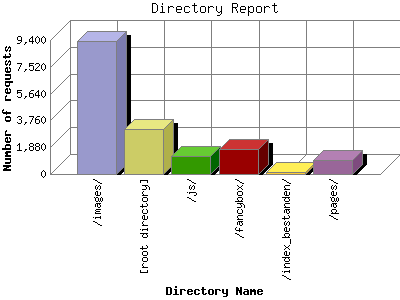 Directory Report
Number of requests
9,400
7,520
5,640
3,760
1,880
0
/images/
[root directory]
/js/
/fancybox/
/index_bestanden/
/pages/
Directory Name